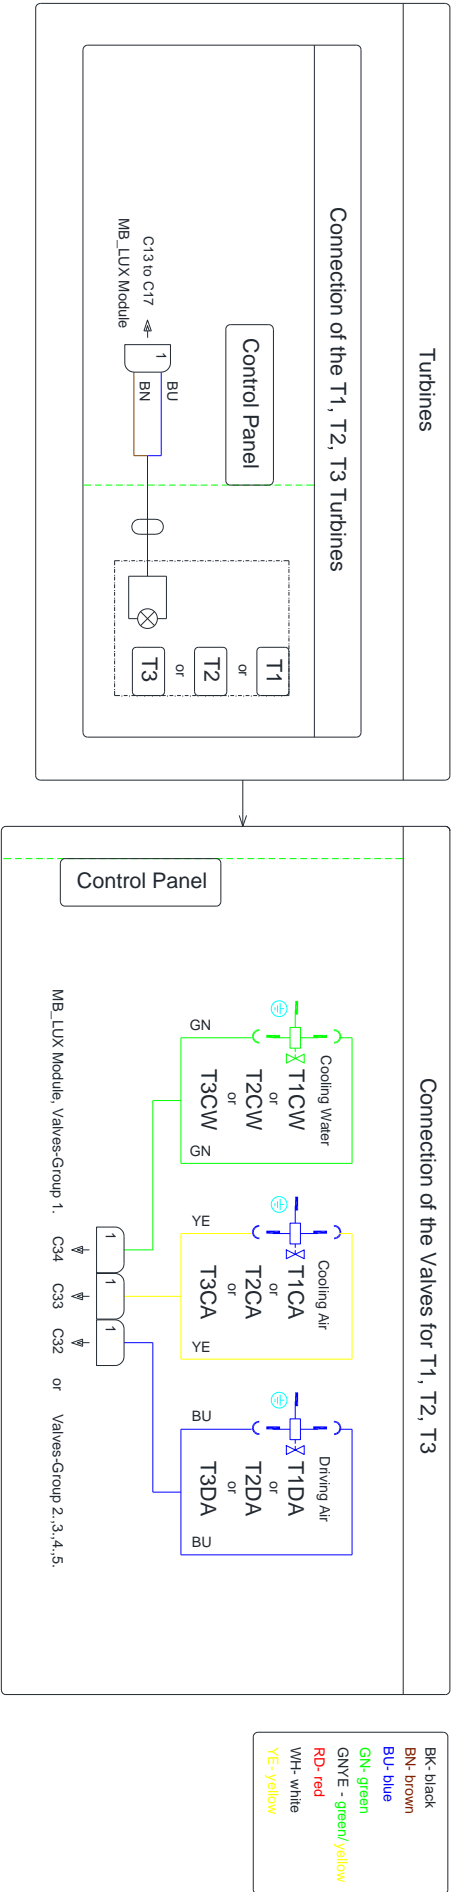 Turbines
Connection of the T1, T2, T3 Turbines
Control Panel
C13 to C17
MB_LUX Module
1
BU
BN
T1
or
T2
or
T3
Connection of the Valves for T1, T2, T3
Control Panel
Cooling Water
T1CW
or
T2CW
or
T3CW
GN
GN
Cooling Air
T1CA
or
T2CA
or
T3CA
YE
YE
Driving Air
T1DA
or
T2DA
or
T3DA
BU
BU
1
1
1
MB_LUX Module, Valves-Group 1. C34 C33 C32 or Valves-Group 2.,3.,4.,5.
BK- black
BN- brown
BU- blue
GN- green
GNYE - green/yellow
RD- red
WH- white
YE- yellow